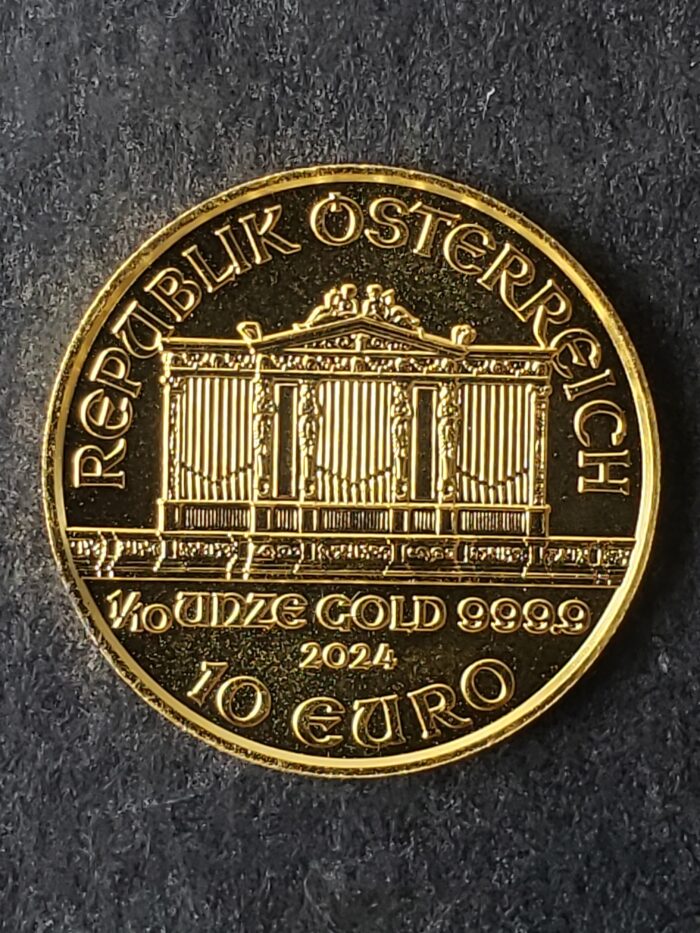 REPUBLIK ÖSTERREICH
1/10 UNZE GOLD 999.9
2024
10 EURO